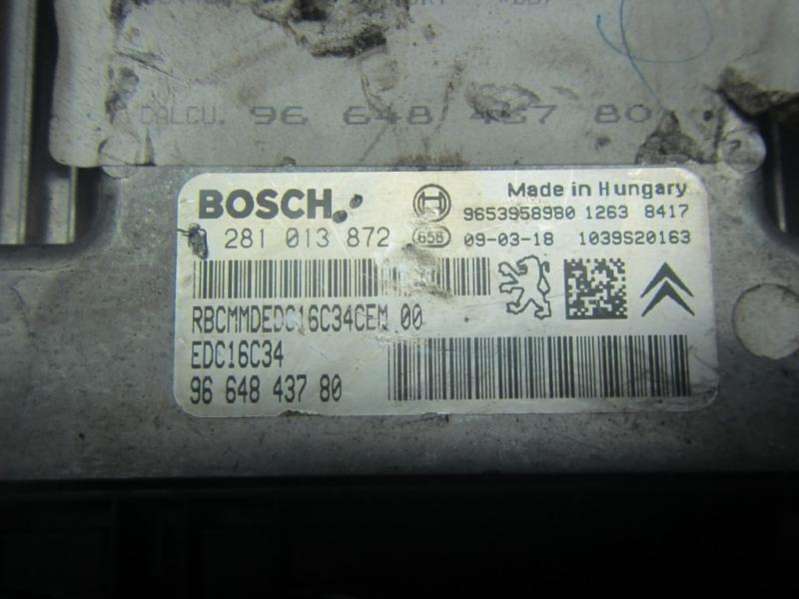 CALCU. 96 648 437 80
BOSCH
Made in Hungary
9653958980 1263 8417
281 013 872
658
09-03-18 1039S20163
RBCMMDEDC16C34CEM 00
EDC16C34
96 648 437 80